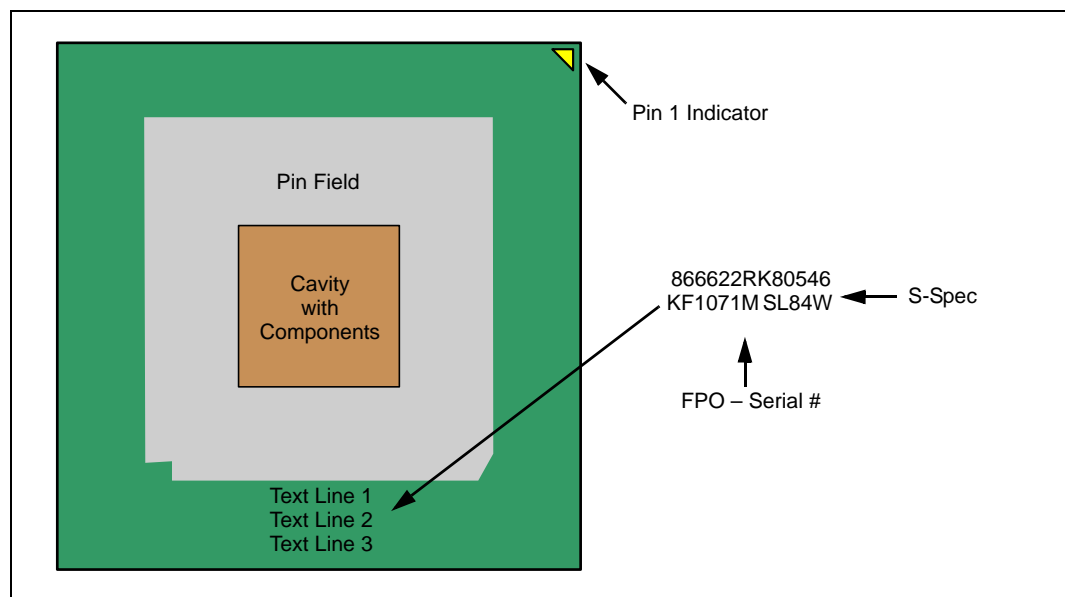 Pin 1 Indicator
Pin Field
Cavity
with
Components
866622RK80546
KF1071M SL84W
S-Spec
FPO – Serial #
Text Line 1
Text Line 2
Text Line 3